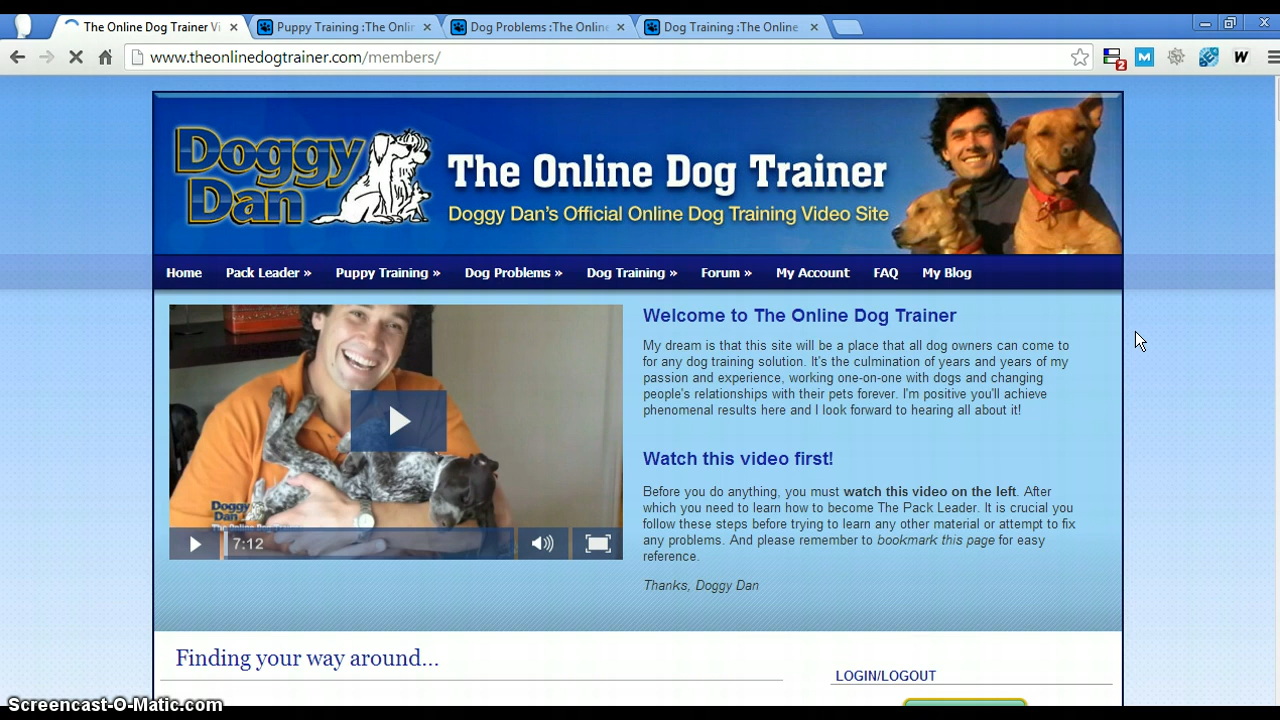 The Online Dog Trainer Vi
Puppy Training :The Onlin
Dog Problems :The Online
Dog Training :The Online
www.theonlinedogtrainer.com/members/
2
M
W
Doggy
Dan
The Online Dog Trainer
Doggy Dan's Official Online Dog Training Video Site
Home Pack Leader » Puppy Training » Dog Problems » Dog Training » Forum » My Account FAQ My Blog
Doggy
Dan
The Online Dog Trainer
7:12
Welcome to The Online Dog Trainer
My dream is that this site will be a place that all dog owners can come to
for any dog training solution. It's the culmination of years and years of my
passion and experience, working one-on-one with dogs and changing
people's relationships with their pets forever. I'm positive you'll achieve
phenomenal results here and I look forward to hearing all about it!
Watch this video first!
Before you do anything, you must watch this video on the left. After
which you need to learn how to become The Pack Leader. It is crucial you
follow these steps before trying to learn any other material or attempt to fix
any problems. And please remember to bookmark this page for easy
reference.
Thanks, Doggy Dan
Finding your way around...
LOGIN/LOGOUT
Screencast-O-Matic.com